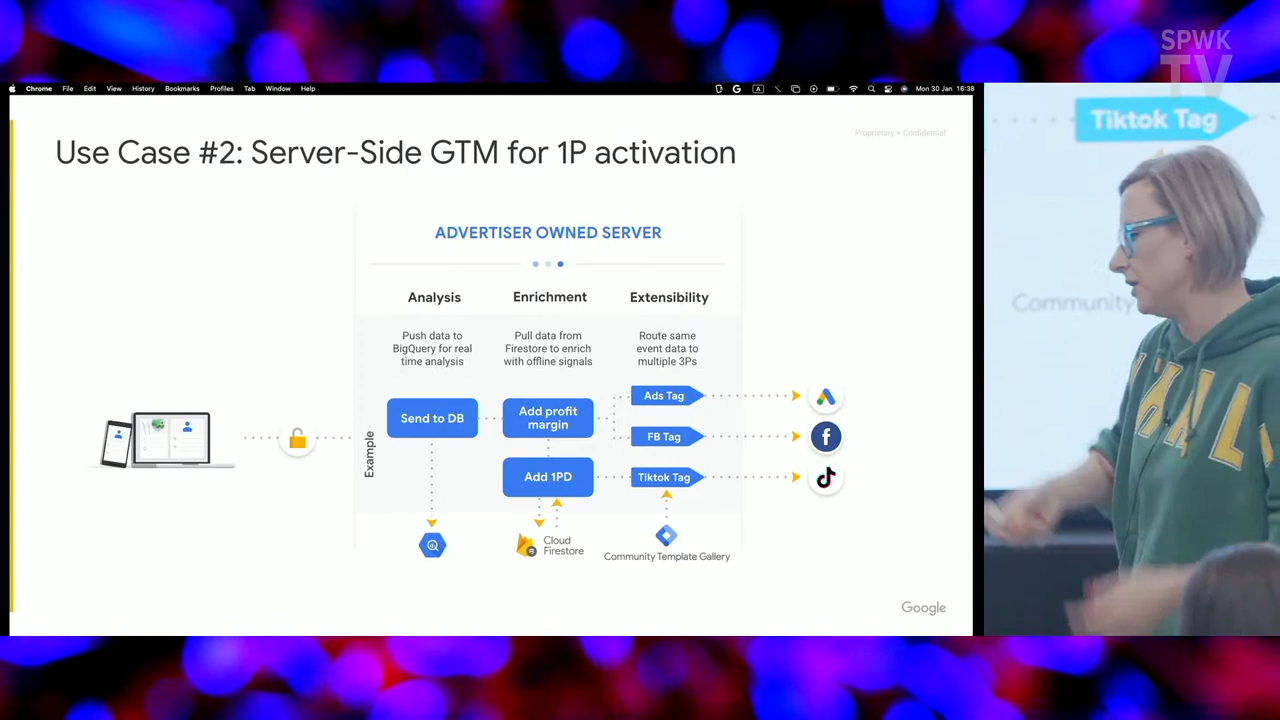 SPWK
TV
Chrome File Edit View History Bookmarks Profiles Tab Window Help
Mon 30 Jan 16:38
Proprietary + Confidential
Use Case #2: Server-Side GTM for 1P activation
ADVERTISER OWNED SERVER
Analysis
Enrichment
Extensibility
Push data to
BigQuery for real
time analysis
Pull data from
Firestore to enrich
with offline signals
Route same
event data to
multiple 3Ps
Example
Send to DB
Add profit
margin
Add 1PD
Ads Tag
FB Tag
Tiktok Tag
Cloud
Firestore
Community Template Gallery
Google
Tiktok Tag
Community